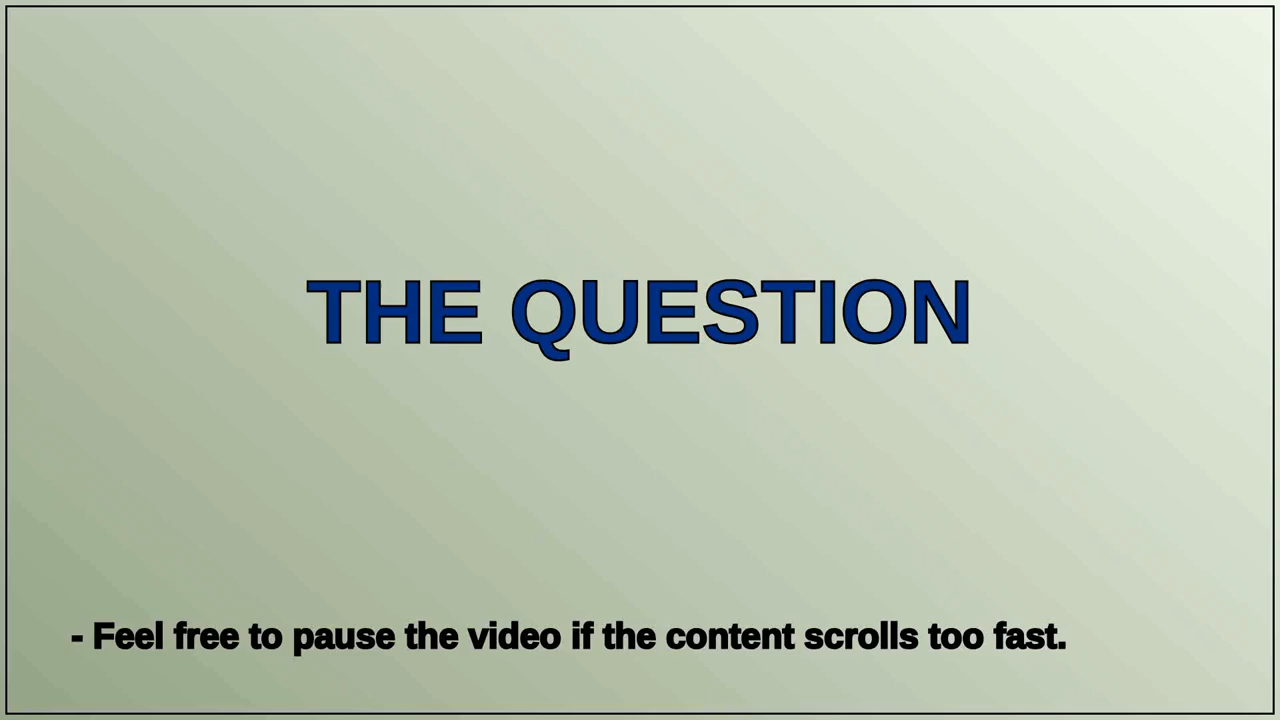 THE QUESTION
- Feel free to pause the video if the content scrolls too fast.